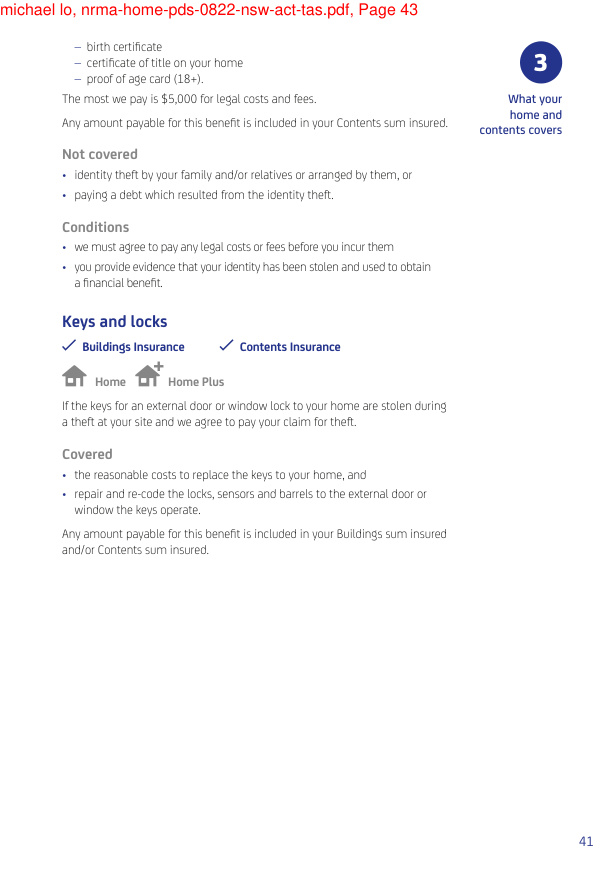 michael lo, nrma-home-pds-0822-nsw-act-tas.pdf, Page 43
– birth certificate
– certificate of title on your home
– proof of age card (18+).
The most we pay is $5,000 for legal costs and fees.
Any amount payable for this benefit is included in your Contents sum insured.
3
What your
home and
contents covers
Not covered
• identity theft by your family and/or relatives or arranged by them, or
• paying a debt which resulted from the identity theft.
Conditions
• we must agree to pay any legal costs or fees before you incur them
• you provide evidence that your identity has been stolen and used to obtain
a financial benefit.
Keys and locks
✓ Buildings Insurance ✓ Contents Insurance
Home Home Plus
If the keys for an external door or window lock to your home are stolen during
a theft at your site and we agree to pay your claim for theft.
Covered
• the reasonable costs to replace the keys to your home, and
• repair and re-code the locks, sensors and barrels to the external door or
window the keys operate.
Any amount payable for this benefit is included in your Buildings sum insured
and/or Contents sum insured.
41